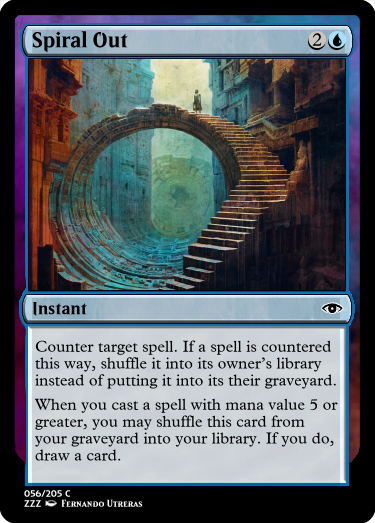 Spiral Out 2
Instant
Counter target spell. If a spell is countered
this way, shuffle it into its owner's library
instead of putting it into its their graveyard.
When you cast a spell with mana value 5 or
greater, you may shuffle this card from
your graveyard into your library. If you do,
draw a card.
056/205 C
ZZZ Fernando Utreras